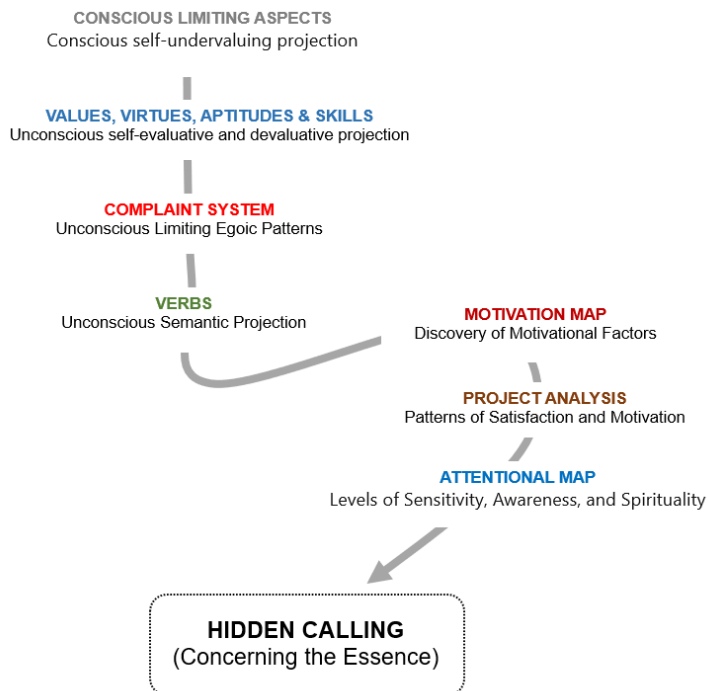 CONSCIOUS LIMITING ASPECTS
Conscious self-undervaluing projection
VALUES, VIRTUES, APTITUDES & SKILLS
Unconscious self-evaluative and devaluative projection
COMPLAINT SYSTEM
Unconscious Limiting Egoic Patterns
VERBS
Unconscious Semantic Projection
MOTIVATION MAP
Discovery of Motivational Factors
PROJECT ANALYSIS
Patterns of Satisfaction and Motivation
ATTENTIONAL MAP
Levels of Sensitivity, Awareness, and Spirituality
HIDDEN CALLING
(Concerning the Essence)